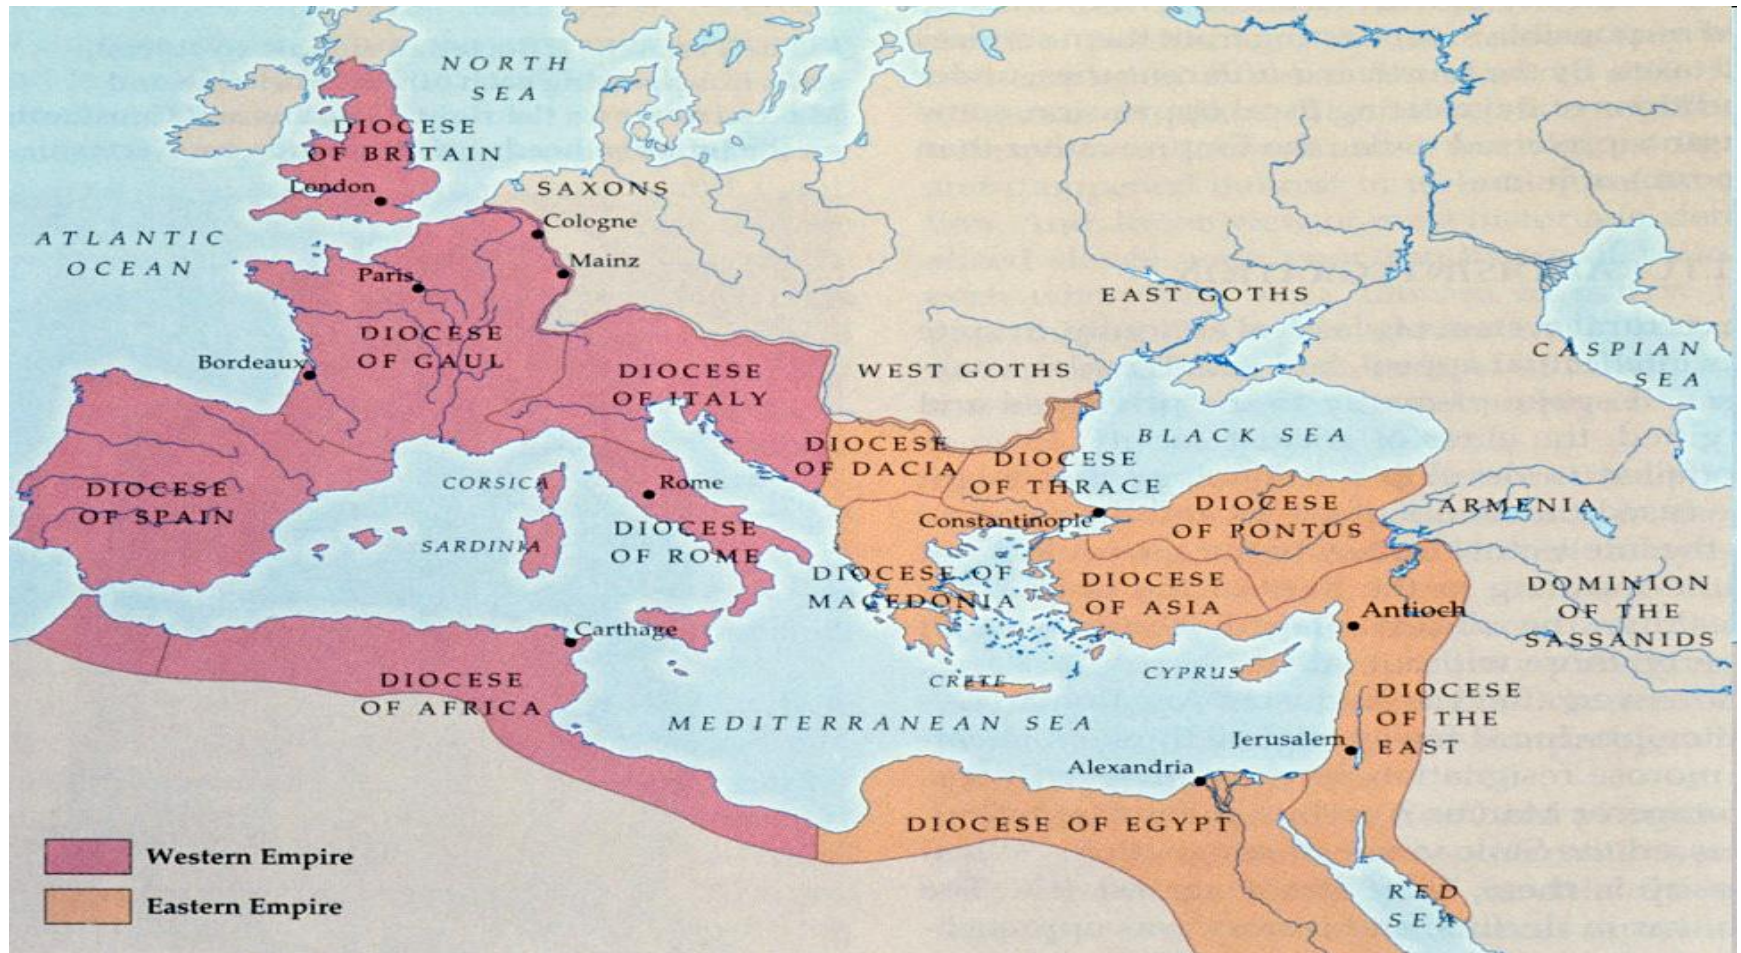 NORTH
SEA
DIOCESE
OF BRITAIN
London
SAXONS
Cologne
ATLANTIC
OCEAN
Mainz
Paris
EAST GOTHS
DIOCESE
OF GAUL
Bordeaux
DIOCESE
OF ITALY
WEST GOTHS
CASPIAN
SEA
BLACK SEA
DIOCESE
OF DACIA
DIOCESE
OF THRACE
CORSICA
Rome
DIOCESE
OF SPAIN
DIOCESE
OF PONTUS
ARMENIA
Constantinople
DIOCESE
OF ROME
SARDINIA
DIOCESE OF
MACEDONIA
DIOCESE
OF ASIA
DOMINION
OF THE
SASSANIDS
Antioch
Carthage
DIOCESE
OF AFRICA
CRETE
CYPRUS
DIOCESE
OF THE
EAST
MEDITERRANEAN SEA
Jerusalem
Alexandria
DIOCESE OF EGYPT
Western Empire
Eastern Empire
RED
SEA